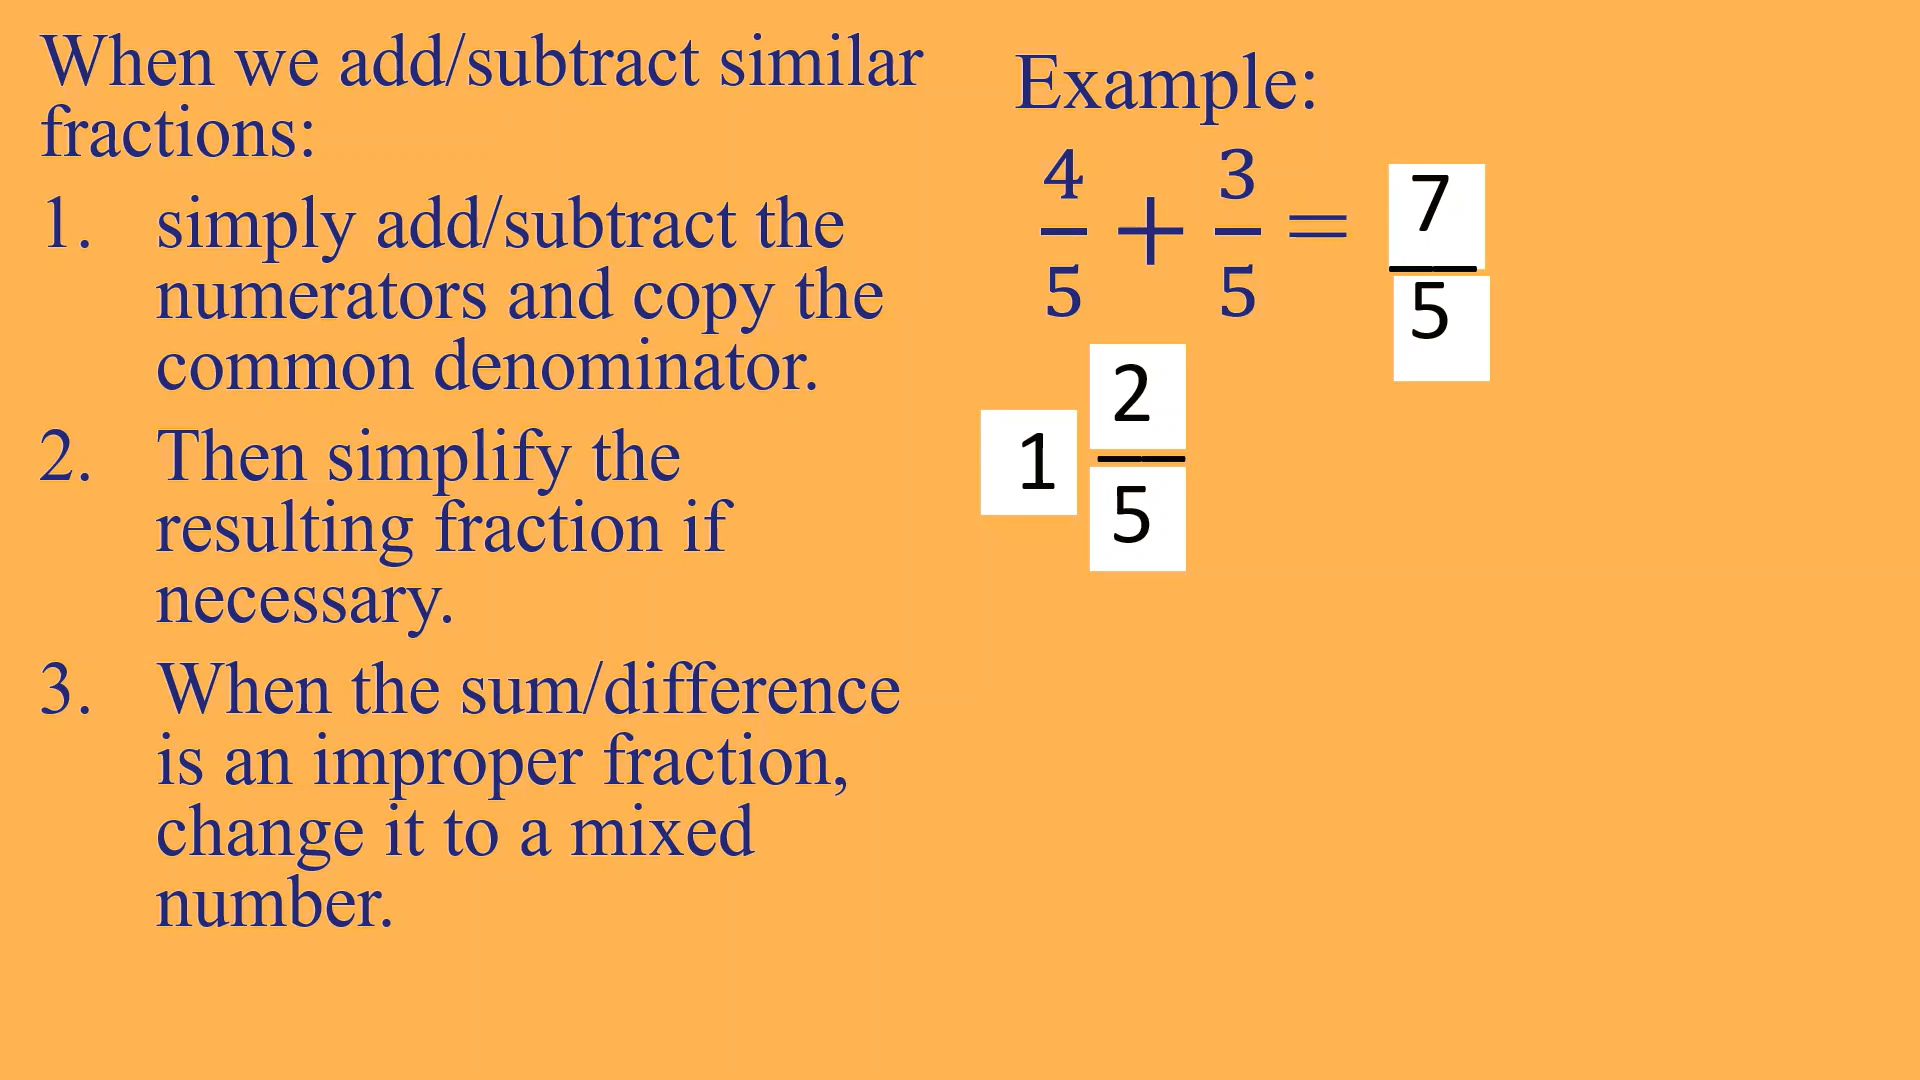 When we add/subtract similar
fractions:
1. simply add/subtract the
numerators and copy the
common denominator.
2. Then simplify the
resulting fraction if
necessary.
3. When the sum/difference
is an improper fraction,
change it to a mixed
number.
Example:
4/5 + 3/5 = 7/5
1 2/5